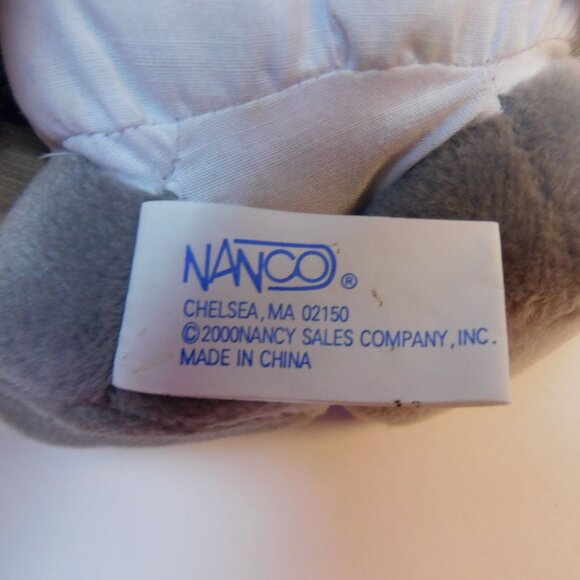 NANCO®
CHELSEA, MA 02150
©2000NANCY SALES COMPANY, INC.
MADE IN CHINA